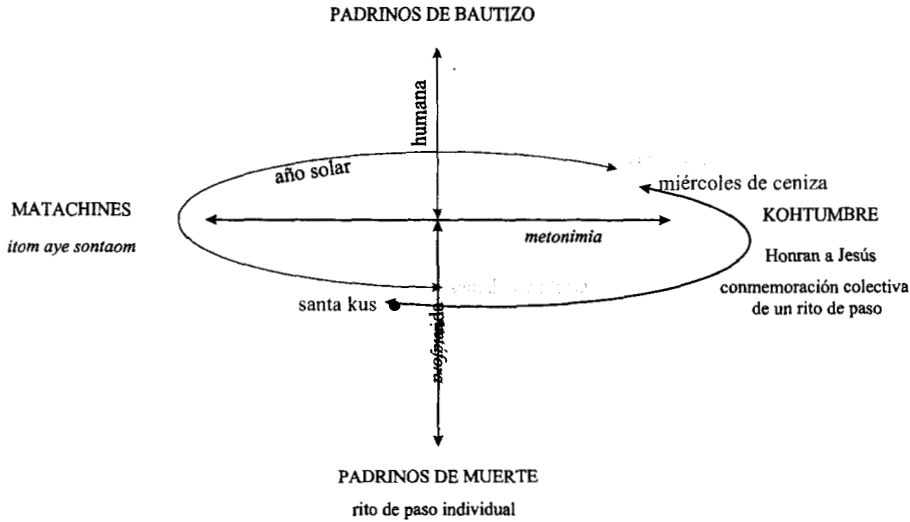 PADRINOS DE BAUTIZO
humana
año solar
miércoles de ceniza
MATACHINES
KOHTUMBRE
itom aye sontaom
metonimia
Honran a Jesús
santa kus
conmemoración colectiva
de un rito de paso
PADRINOS DE MUERTE
rito de paso individual